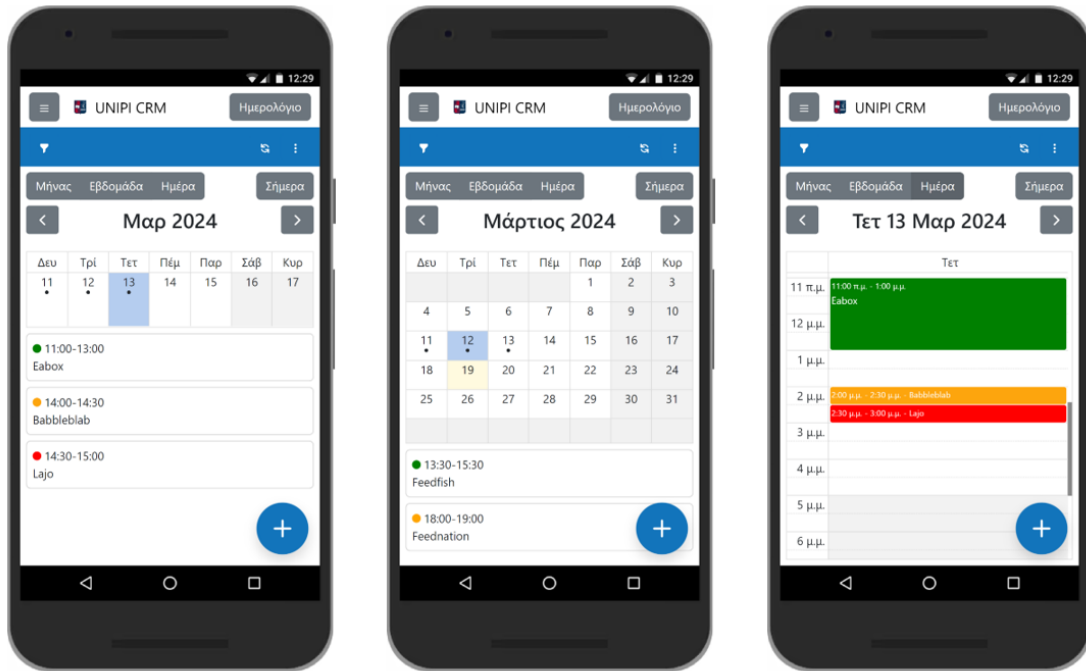 12:29
UNIPI CRM
Ημερολόγιο
Μήνας Εβδομάδα Ημέρα
Σήμερα
Μαρ 2024
Δευ Τρί Τετ Πέμ Παρ Σάβ Κυρ
11 12 13 14 15 16 17
11:00-13:00
Eabox
14:00-14:30
Babbleblab
14:30-15:00
Lajo
12:29
UNIPI CRM
Ημερολόγιο
Μήνας Εβδομάδα Ημέρα
Σήμερα
Μάρτιος 2024
Δευ Τρί Τετ Πέμ Παρ Σάβ Κυρ
1 2 3
4 5 6 7 8 9 10
11 12 13 14 15 16 17
18 19 20 21 22 23 24
25 26 27 28 29 30 31
13:30-15:30
Feedfish
18:00-19:00
Feednation
12:29
UNIPI CRM
Ημερολόγιο
Μήνας Εβδομάδα Ημέρα
Σήμερα
Τετ 13 Μαρ 2024
Τετ
11 π.μ.
11:00 π.μ. - 1:00 μ.μ.
Eabox
12 μ.μ.
1 μ.μ.
2 μ.μ.
2:00 μ.μ. - 2:30 μ.μ. - Babbleblab
2:30 μ.μ. - 3:00 μ.μ. - Lajo
3 μ.μ.
4 μ.μ.
5 μ.μ.
6 μ.μ.